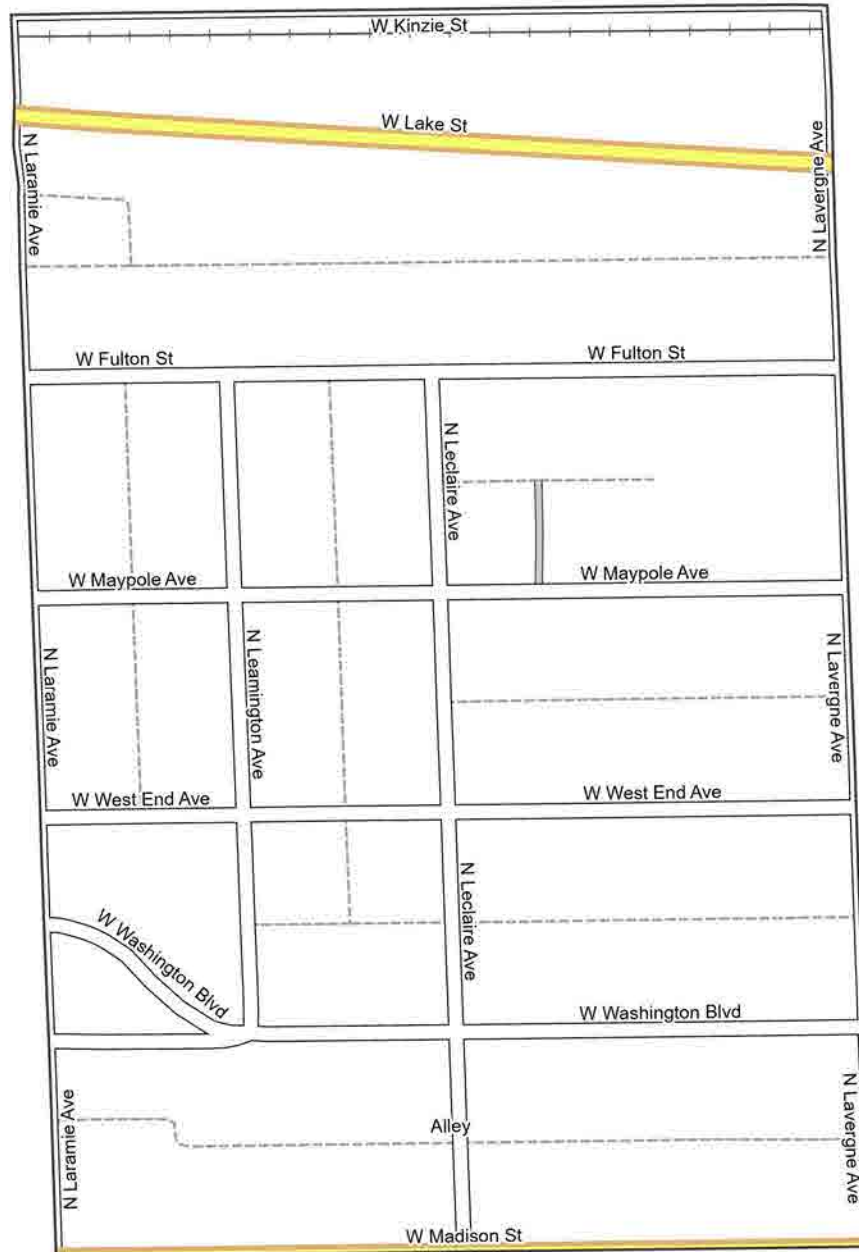 W Kinzie St
W Lake St
N Laramie Ave
N Lavergne Ave
W Fulton St
W Fulton St
N Leclaire Ave
W Maypole Ave
W Maypole Ave
N Laramie Ave
N Leamington Ave
N Lavergne Ave
W West End Ave
W West End Ave
N Leclaire Ave
W Washington Blvd
W Washington Blvd
N Laramie Ave
Alley
N Lavergne Ave
W Madison St